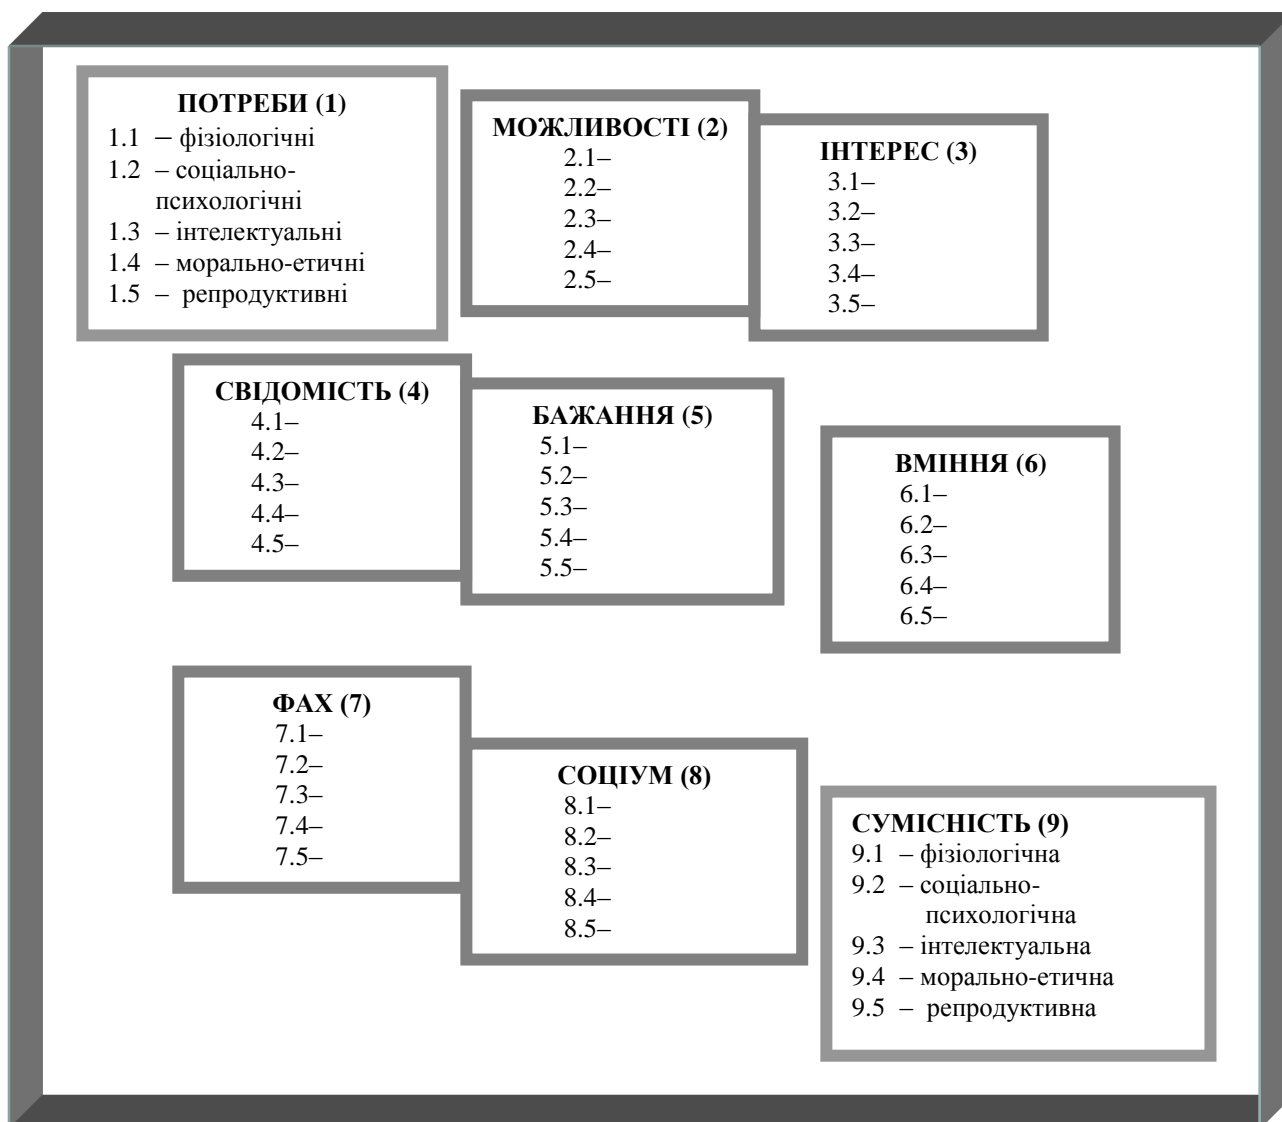 ПОТРЕБИ (1)
1.1 – фізіологічні
1.2 – соціально-
психологічні
1.3 – інтелектуальні
1.4 – морально-етичні
1.5 – репродуктивні
МОЖЛИВОСТІ (2)
2.1–
2.2–
2.3–
2.4–
2.5–
ІНТЕРЕС (3)
3.1–
3.2–
3.3–
3.4–
3.5–
СВІДОМІСТЬ (4)
4.1–
4.2–
4.3–
4.4–
4.5–
БАЖАННЯ (5)
5.1–
5.2–
5.3–
5.4–
5.5–
ВМІННЯ (6)
6.1–
6.2–
6.3–
6.4–
6.5–
ФАХ (7)
7.1–
7.2–
7.3–
7.4–
7.5–
СОЦІУМ (8)
8.1–
8.2–
8.3–
8.4–
8.5–
СУМІСНІСТЬ (9)
9.1 – фізіологічна
9.2 – соціально-
психологічна
9.3 – інтелектуальна
9.4 – морально-етична
9.5 – репродуктивна